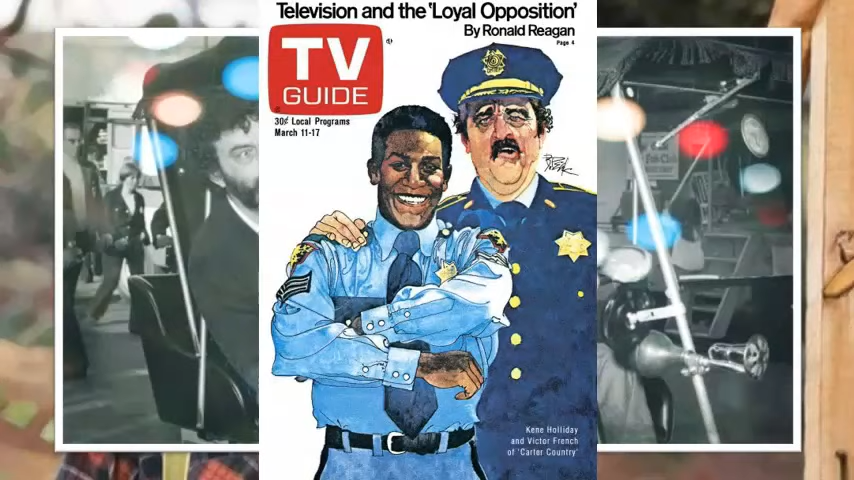 Television and the 'Loyal Opposition'
By Ronald Reagan
Page 4
TV
GUIDE
®
30¢ Local Programs
March 11-17
Kene Holliday
and Victor French
of 'Carter Country'